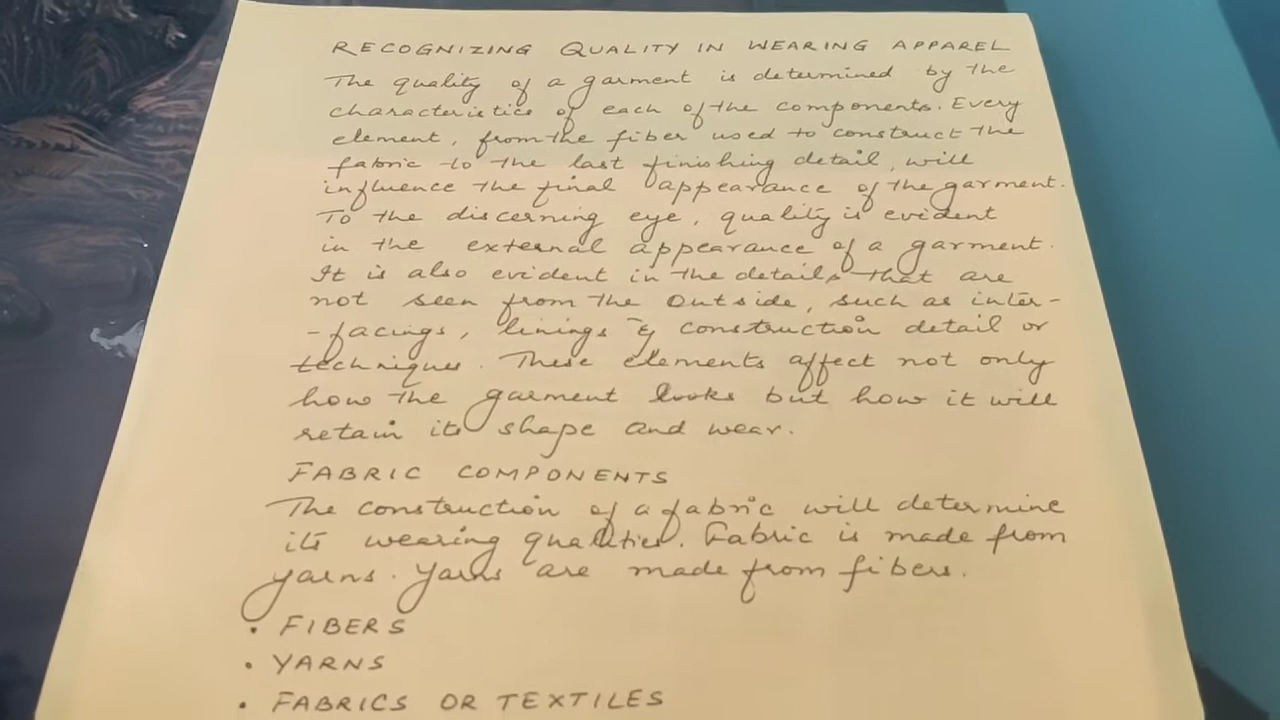 RECOGNIZING QUALITY IN WEARING APPAREL
The quality of a garment is determined by the
characteristics of each of the components. Every
element, from the fiber used to construct the
fabric to the last finishing detail, will
influence the final appearance of the garment.
To the discerning eye, quality is evident
in the external appearance of a garment.
It is also evident in the details that are
not seen from the outside, such as inter-
-facings, linings & construction detail or
techniques. These elements affect not only
how the garment looks but how it will
retain its shape and wear.
FABRIC COMPONENTS
The construction of a fabric will determine
its wearing qualities. Fabric is made from
yarns. Yarns are made from fibers.
• FIBERS
• YARNS
• FABRICS OR TEXTILES